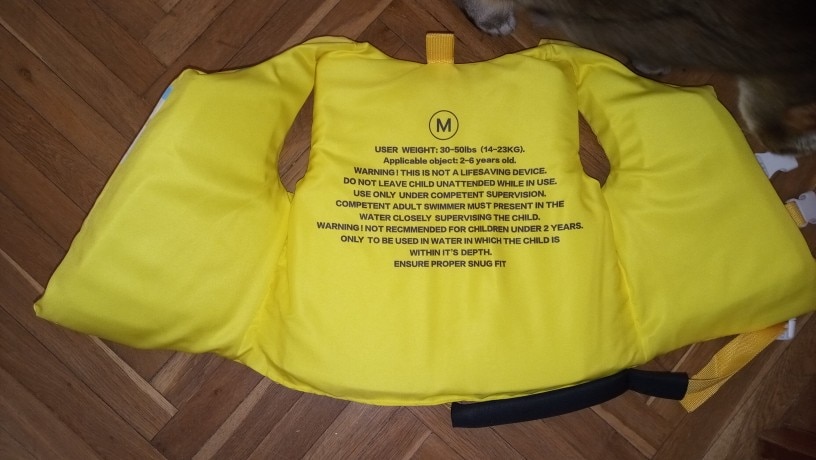 M
USER WEIGHT: 30-50lbs (14-23KG).
Applicable object: 2-6 years old.
WARNING! THIS IS NOT A LIFESAVING DEVICE.
DO NOT LEAVE CHILD UNATTENDED WHILE IN USE.
USE ONLY UNDER COMPETENT SUPERVISION.
COMPETENT ADULT SWIMMER MUST PRESENT IN THE
WATER CLOSELY SUPERVISING THE CHILD.
WARNING! NOT RECMMENDED FOR CHILDREN UNDER 2 YEARS.
ONLY TO BE USED IN WATER IN WHICH THE CHILD IS
WITHIN IT'S DEPTH.
ENSURE PROPER SNUG FIT